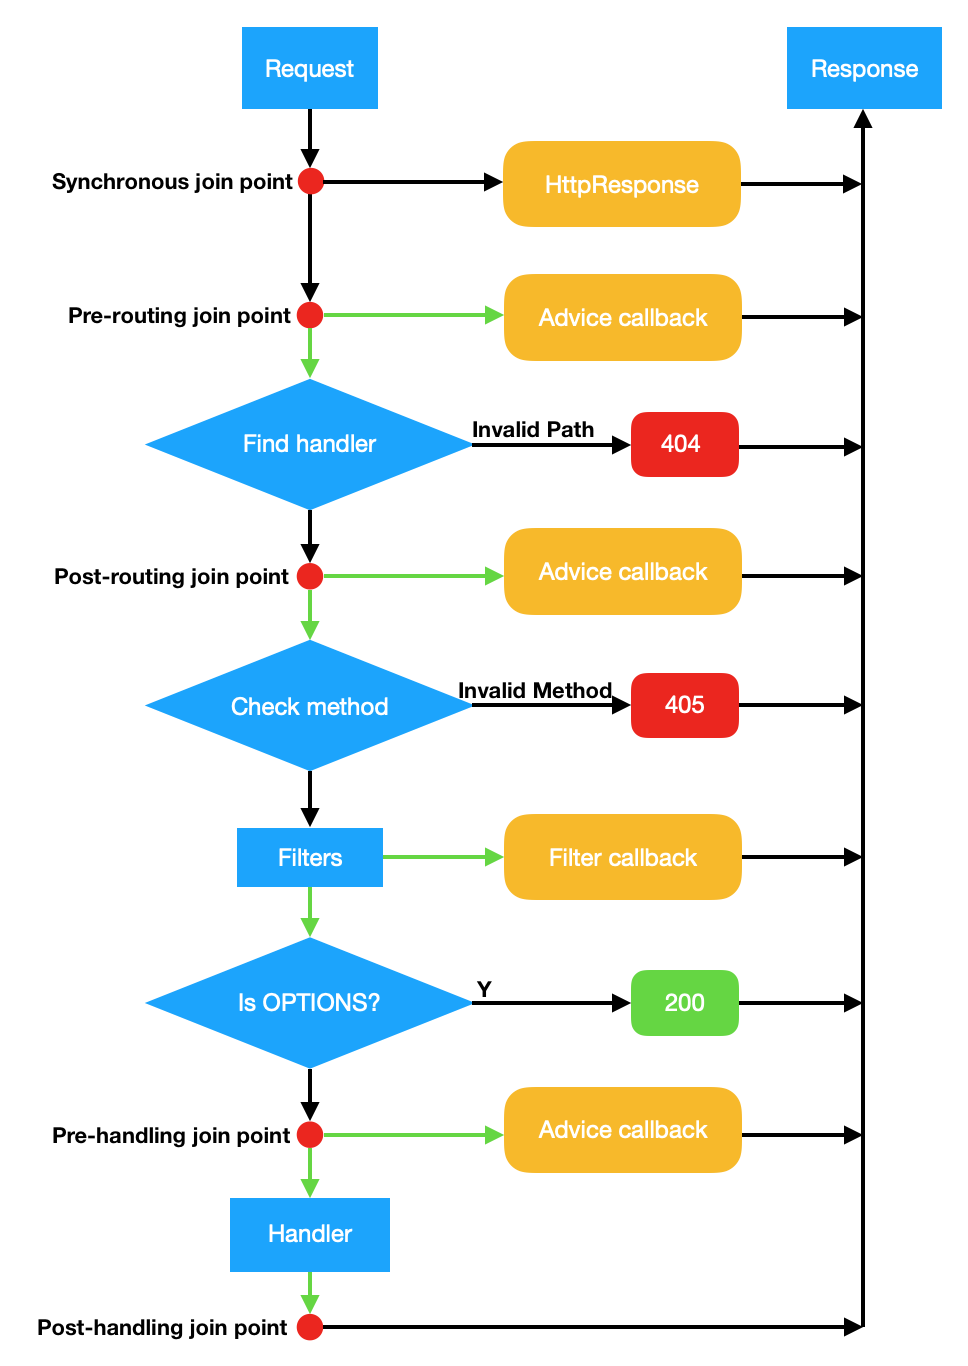 Request
Response
Synchronous join point
HttpResponse
Pre-routing join point
Advice callback
Find handler
Invalid Path
404
Post-routing join point
Advice callback
Check method
Invalid Method
405
Filters
Filter callback
Is OPTIONS?
Y
200
Pre-handling join point
Advice callback
Handler
Post-handling join point